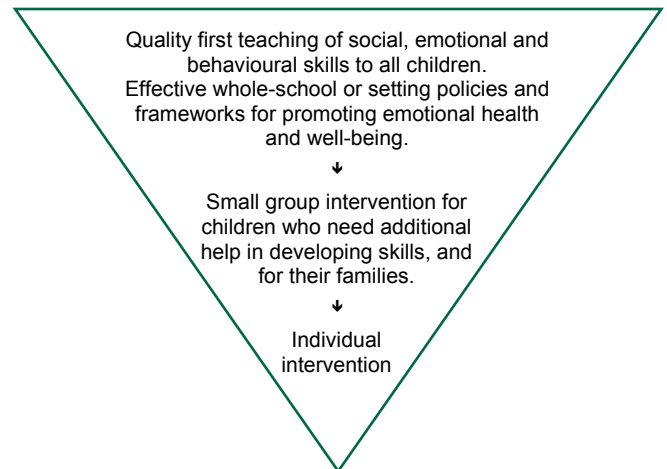 Quality first teaching of social, emotional and
behavioural skills to all children.
Effective whole-school or setting policies and
frameworks for promoting emotional health
and well-being.
Small group intervention for
children who need additional
help in developing skills, and
for their families.
Individual
intervention